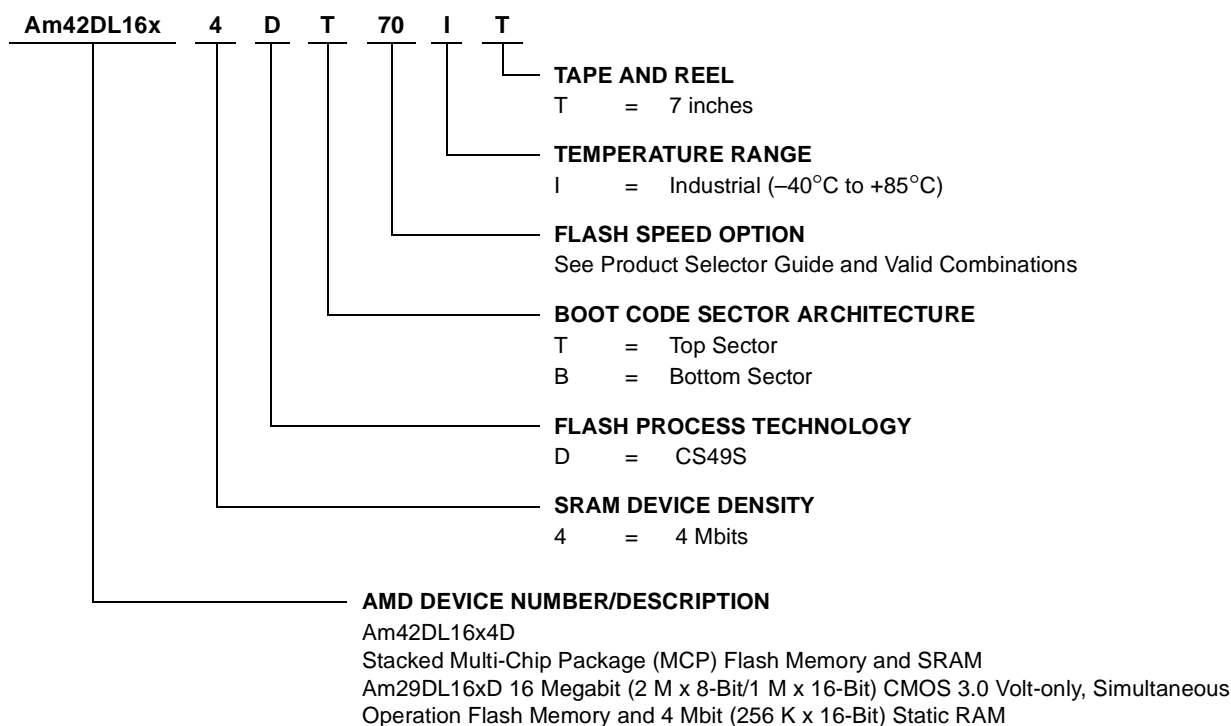 Am42DL16x 4 D T 70 I T
TAPE AND REEL
T = 7 inches
TEMPERATURE RANGE
I = Industrial (–40°C to +85°C)
FLASH SPEED OPTION
See Product Selector Guide and Valid Combinations
BOOT CODE SECTOR ARCHITECTURE
T = Top Sector
B = Bottom Sector
FLASH PROCESS TECHNOLOGY
D = CS49S
SRAM DEVICE DENSITY
4 = 4 Mbits
AMD DEVICE NUMBER/DESCRIPTION
Am42DL16x4D
Stacked Multi-Chip Package (MCP) Flash Memory and SRAM
Am29DL16xD 16 Megabit (2 M x 8-Bit/1 M x 16-Bit) CMOS 3.0 Volt-only, Simultaneous
Operation Flash Memory and 4 Mbit (256 K x 16-Bit) Static RAM